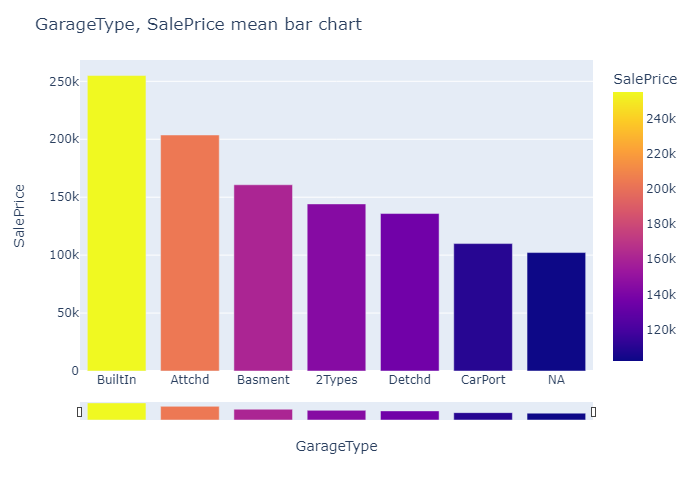 GarageType, SalePrice mean bar chart
SalePrice
250k
200k
150k
100k
50k
0
BuiltIn Attchd Basment 2Types Detchd CarPort NA
GarageType
SalePrice
240k
220k
200k
180k
160k
140k
120k